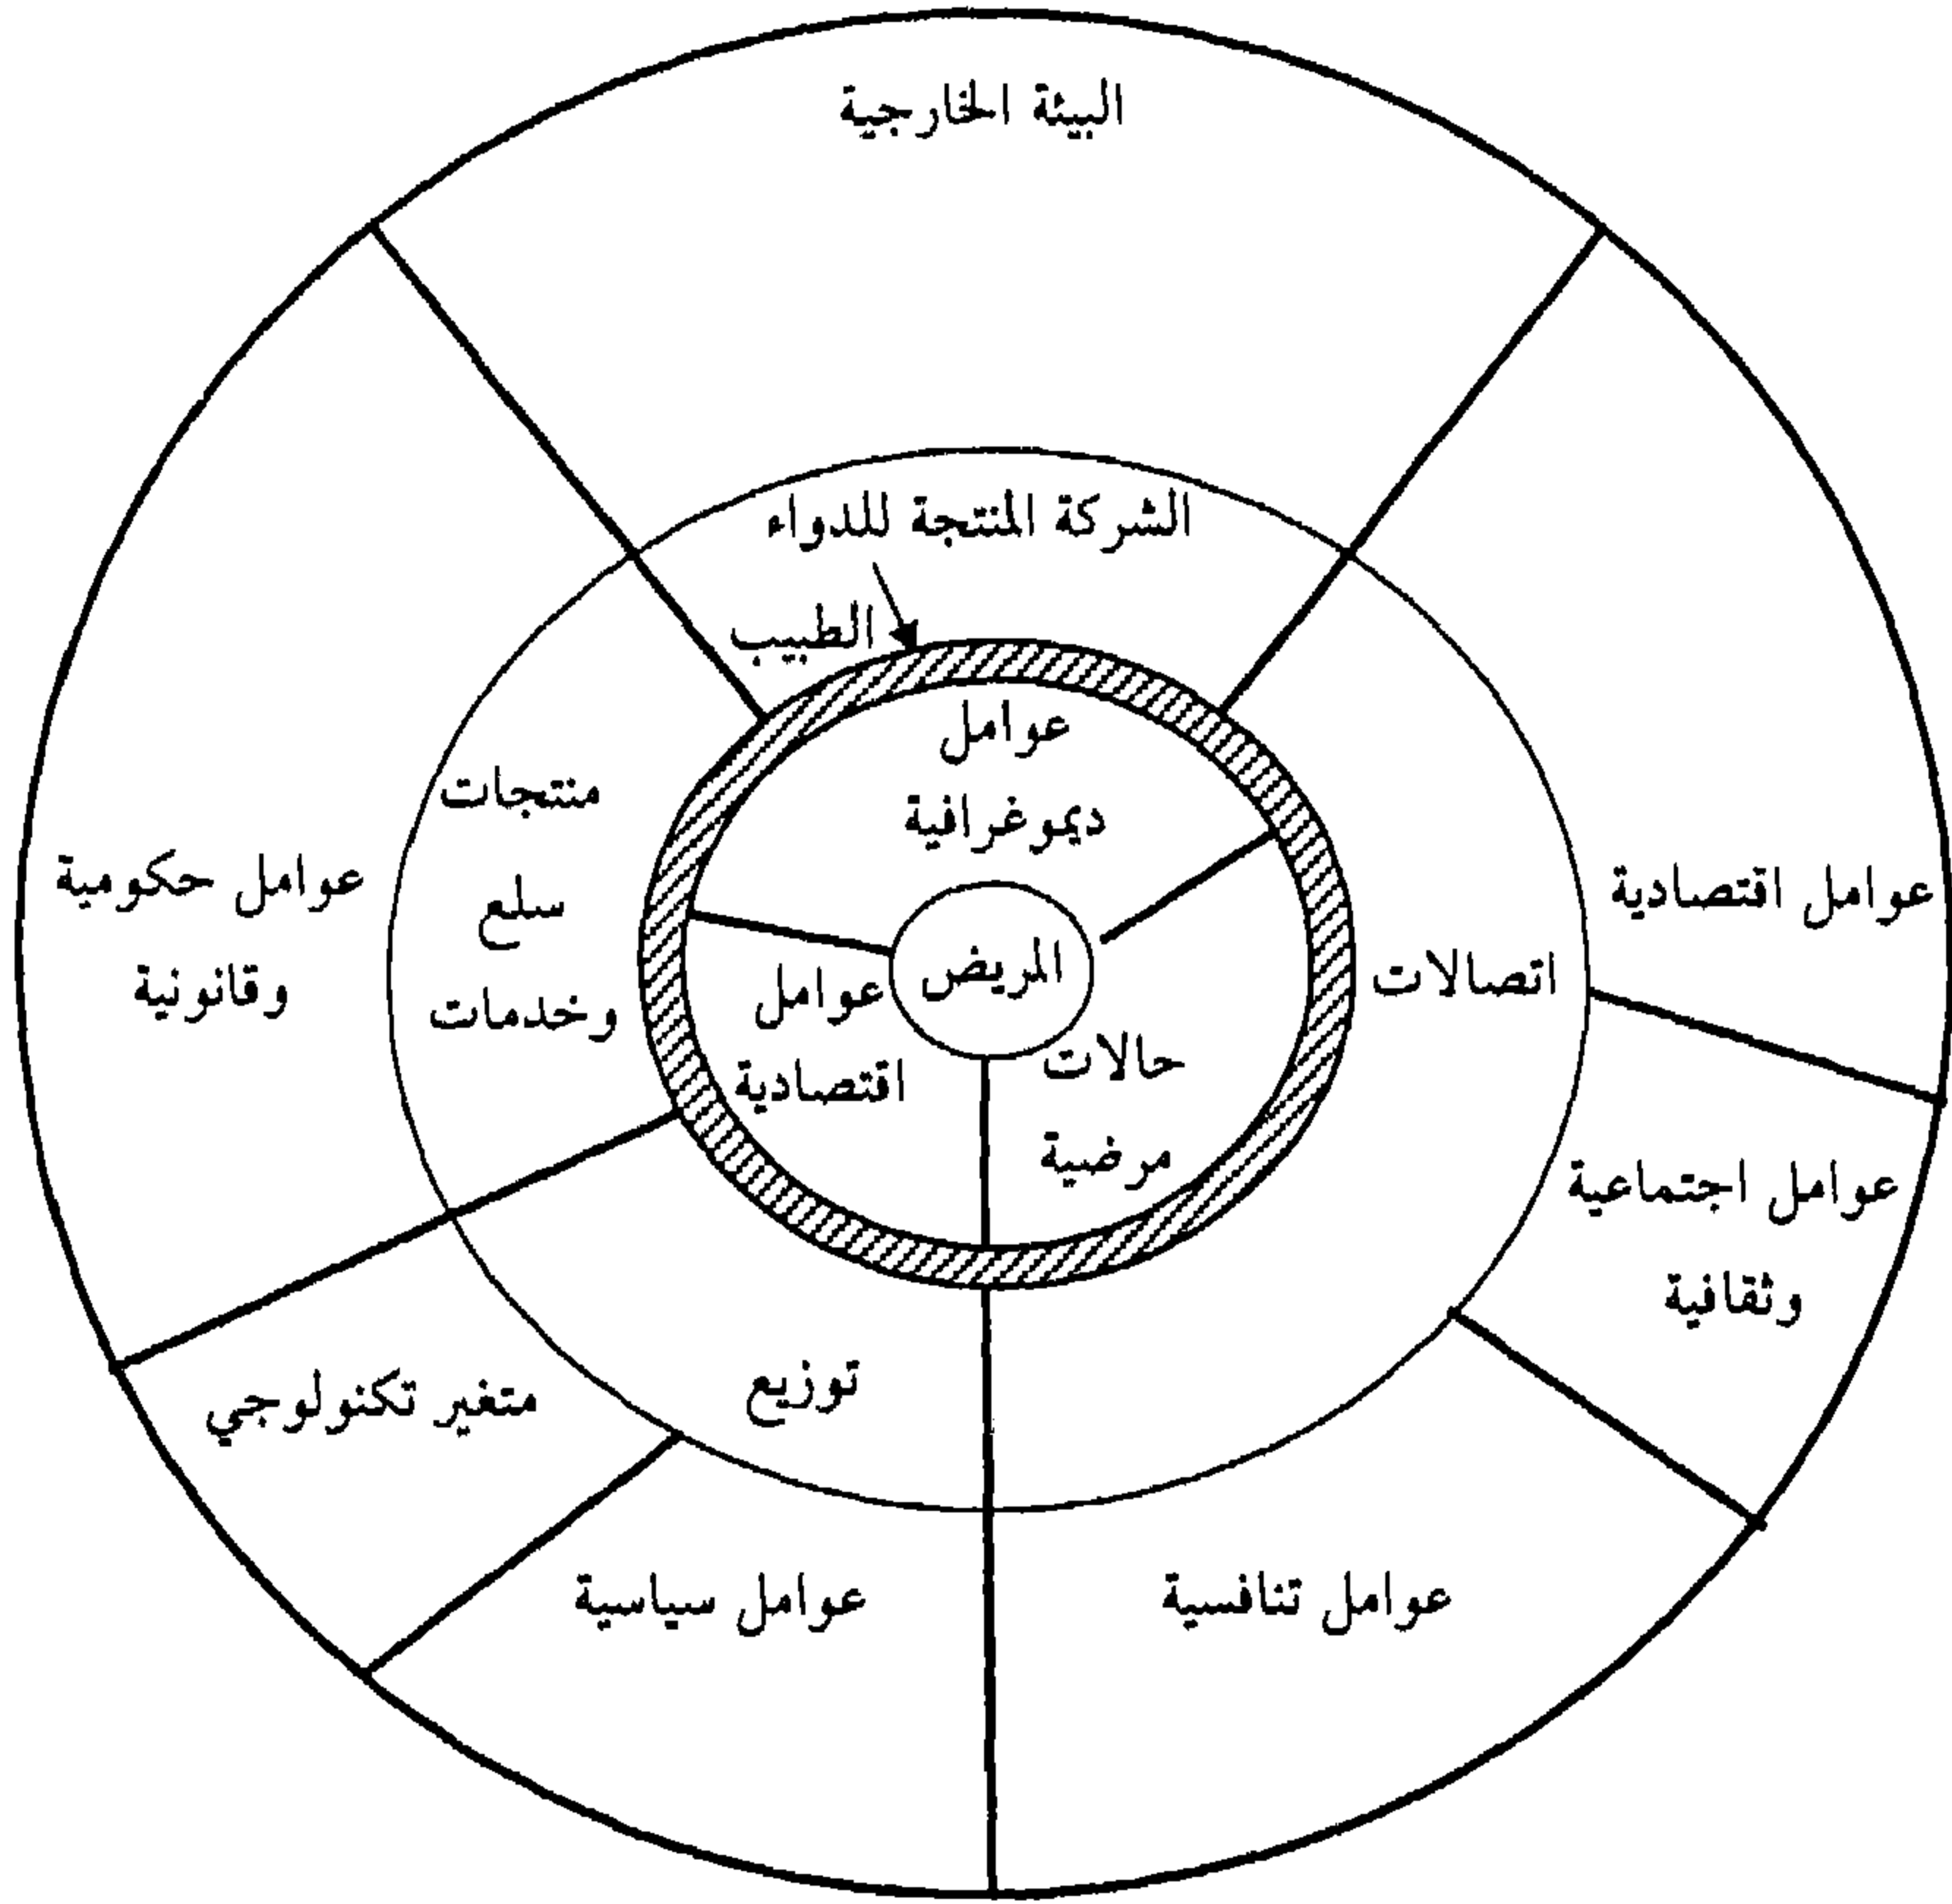 البيئة الخارجية
الشركة المنتجة للدواء
الطبيب
عوامل
ديموغرافية
المريض
عوامل
اقتصادية
حالات
مرضية
اتصالات
منتجات
سلع
وخدمات
توزيع
عوامل اقتصادية
عوامل اجتماعية
وثقافية
عوامل تنافسية
عوامل سياسية
متغير تكنولوجي
عوامل حكومية
وقانونية